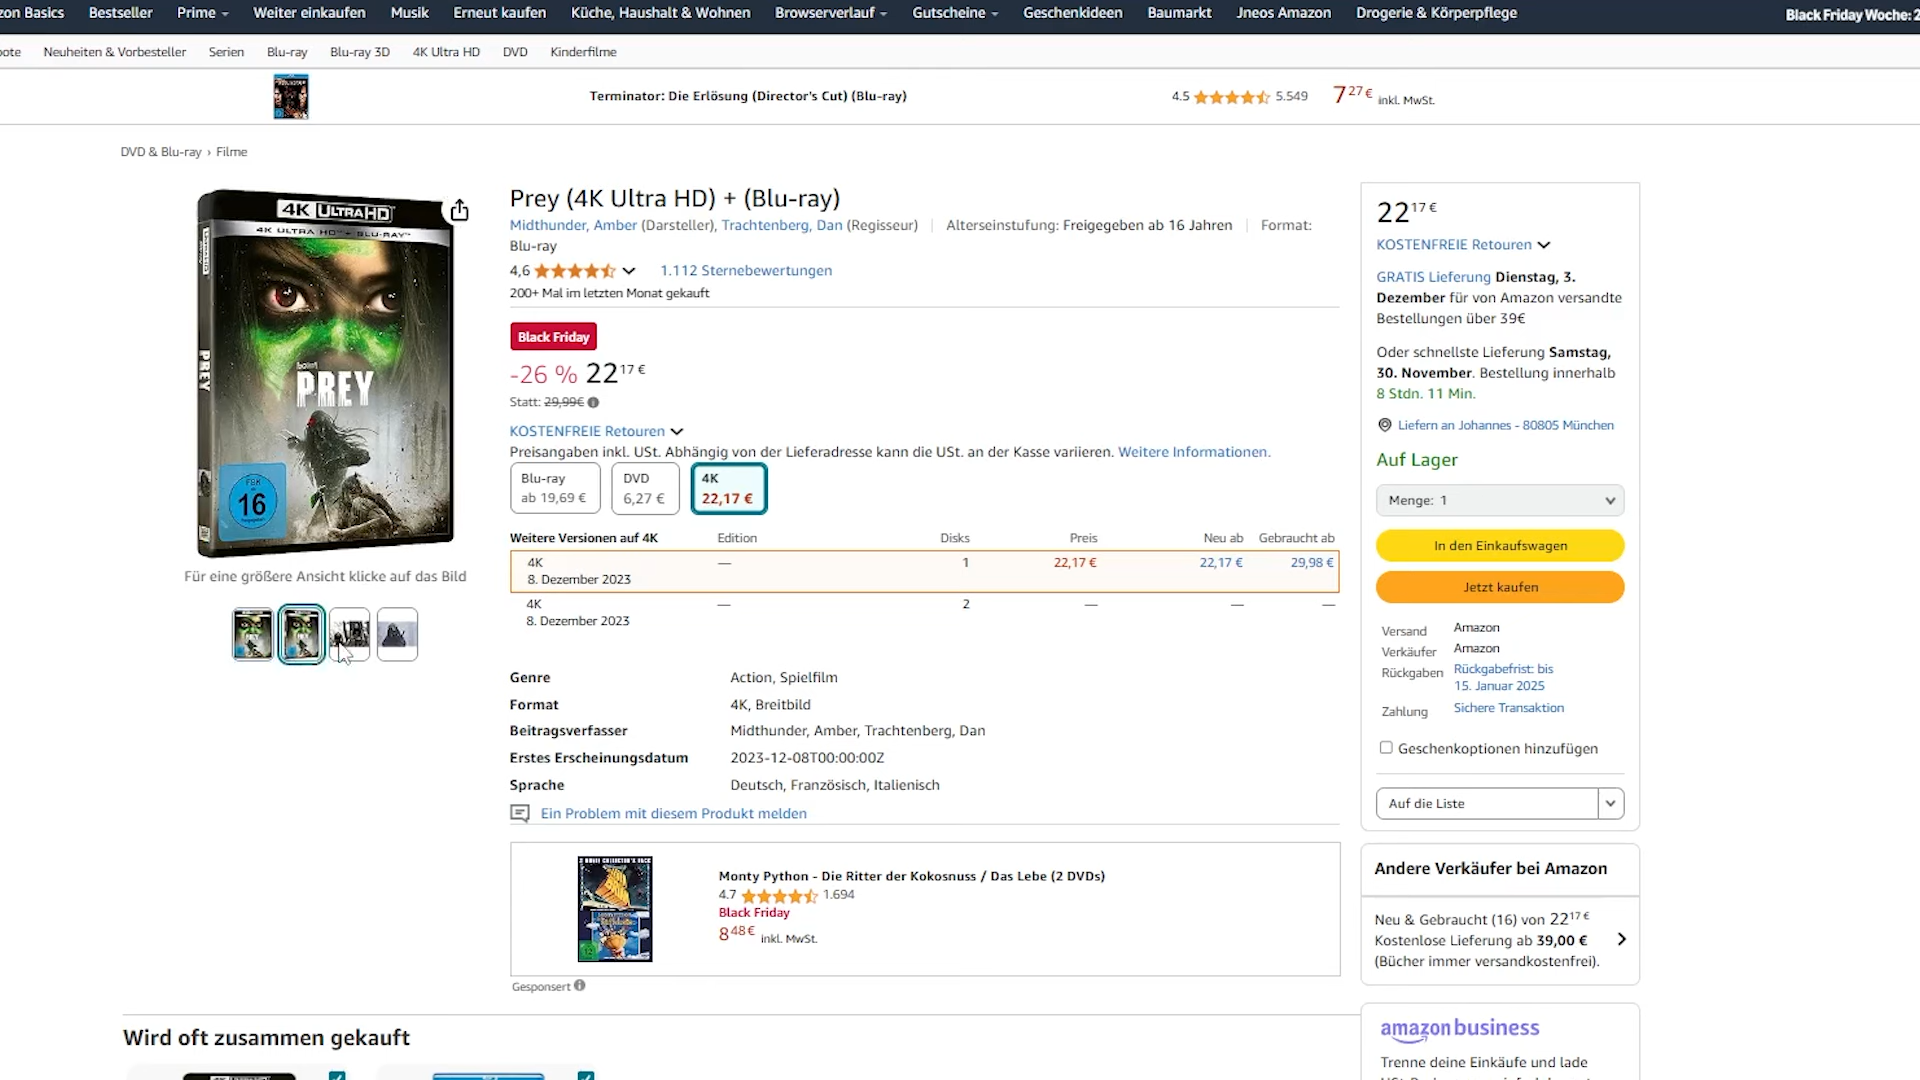 zon Basics Bestseller Prime Weiter einkaufen Musik Erneut kaufen Küche, Haushalt & Wohnen Browserverlauf Gutscheine Geschenkideen Baumarkt Jneos Amazon Drogerie & Körperpflege Black Friday Woche: 2
ote Neuheiten & Vorbesteller Serien Blu-ray Blu-ray 3D 4K Ultra HD DVD Kinderfilme
Terminator: Die Erlösung (Director's Cut) (Blu-ray) 4.5 5.549 7 27 € inkl. MwSt.
DVD & Blu-ray › Filme
4K ULTRA HD
4K ULTRA HD + BLU-RAY
PREY
PREY
FSK
16
Für eine größere Ansicht klicke auf das Bild
Prey (4K Ultra HD) + (Blu-ray)
Midthunder, Amber (Darsteller), Trachtenberg, Dan (Regisseur) | Alterseinstufung: Freigegeben ab 16 Jahren | Format:
Blu-ray
4,6 1.112 Sternebewertungen
200+ Mal im letzten Monat gekauft
Black Friday
-26 % 22 17 €
Statt: 29,99€
KOSTENFREIE Retouren
Preisangaben inkl. USt. Abhängig von der Lieferadresse kann die USt. an der Kasse variieren. Weitere Informationen.
Blu-ray DVD 4K
ab 19,69 € 6,27 € 22,17 €
Weitere Versionen auf 4K Edition Disks Preis Neu ab Gebraucht ab
4K — 1 22,17 € 22,17 € 29,98 €
8. Dezember 2023
4K — 2 — — —
8. Dezember 2023
Genre Action, Spielfilm
Format 4K, Breitbild
Beitragsverfasser Midthunder, Amber, Trachtenberg, Dan
Erstes Erscheinungsdatum 2023-12-08T00:00:00Z
Sprache Deutsch, Französisch, Italienisch
Ein Problem mit diesem Produkt melden
Monty Python - Die Ritter der Kokosnuss / Das Lebe (2 DVDs)
4.7 1.694
Black Friday
8 48 € inkl. MwSt.
Gesponsert
Wird oft zusammen gekauft
22 17 €
KOSTENFREIE Retouren
GRATIS Lieferung Dienstag, 3.
Dezember für von Amazon versandte
Bestellungen über 39€
Oder schnellste Lieferung Samstag,
30. November. Bestellung innerhalb
8 Stdn. 11 Min.
Liefern an Johannes - 80805 München
Auf Lager
Menge: 1
In den Einkaufswagen
Jetzt kaufen
Versand Amazon
Verkäufer Amazon
Rückgaben Rückgabefrist: bis
15. Januar 2025
Zahlung Sichere Transaktion
Geschenkoptionen hinzufügen
Auf die Liste
Andere Verkäufer bei Amazon
Neu & Gebraucht (16) von 22 17 €
Kostenlose Lieferung ab 39,00 €
(Bücher immer versandkostenfrei).
amazon business
Trenne deine Einkäufe und lade